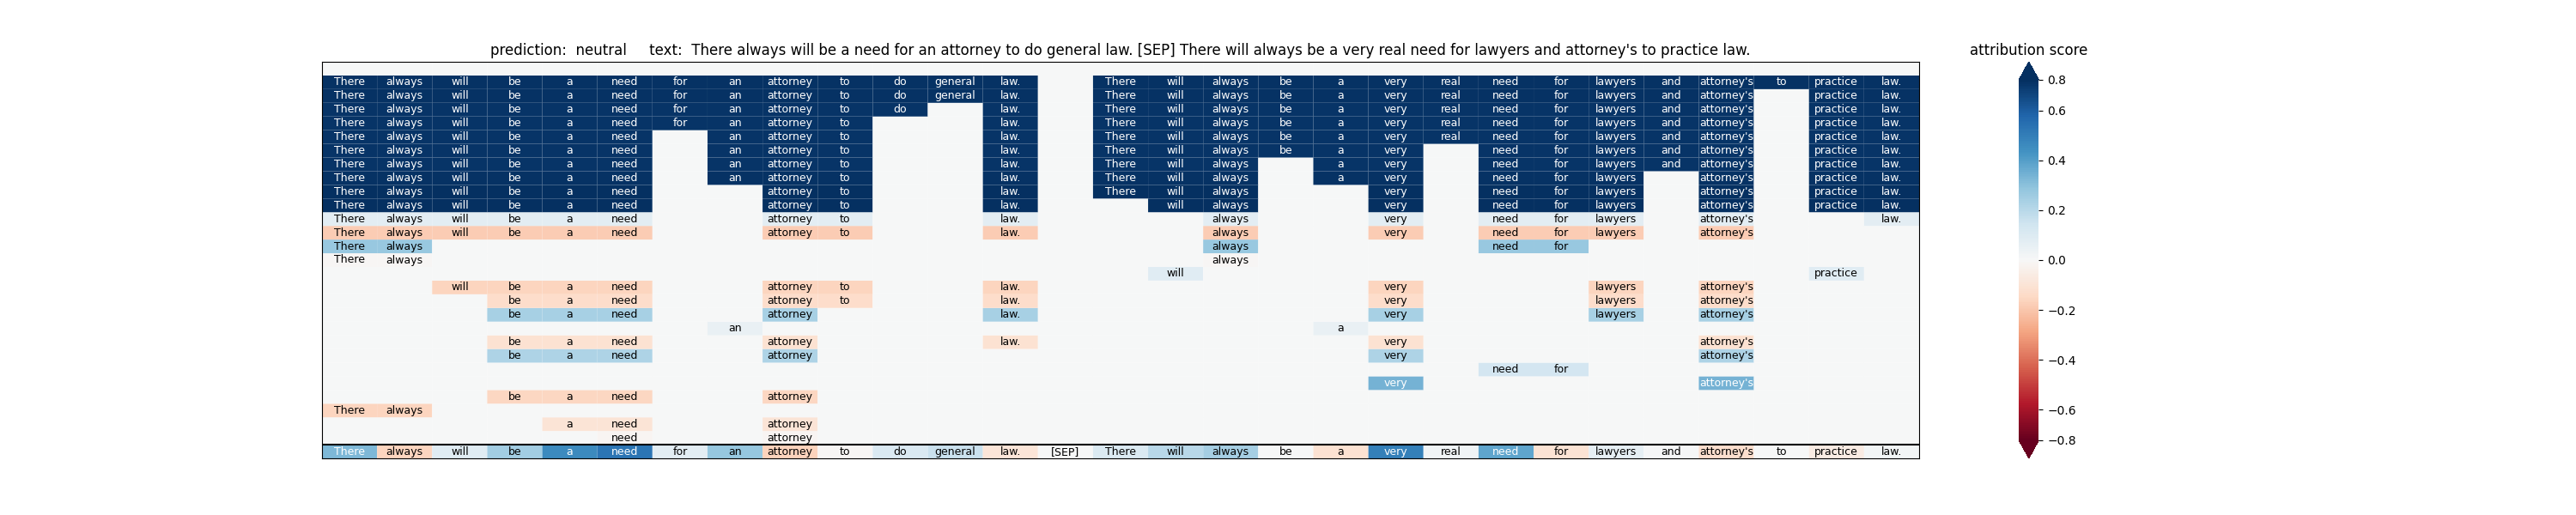 prediction: neutral text: There always will be a need for an attorney to do general law. [SEP] There will always be a very real need for lawyers and attorney's to practice law.
attribution score
There always will be a need for an attorney to do general law. There will always be a very real need for lawyers and attorney's to practice law.
There always will be a need for an attorney to do general law. There will always be a very real need for lawyers and attorney's practice law.
There always will be a need for an attorney to do law. There will always be a very real need for lawyers and attorney's practice law.
There always will be a need for an attorney to law. There will always be a very real need for lawyers and attorney's practice law.
There always will be a need an attorney to law. There will always be a very real need for lawyers and attorney's practice law.
There always will be a need an attorney to law. There will always be a very need for lawyers and attorney's practice law.
There always will be a need an attorney to law. There will always a very need for lawyers and attorney's practice law.
There always will be a need an attorney to law. There will always a very need for lawyers attorney's practice law.
There always will be a need attorney to law. There will always very need for lawyers attorney's practice law.
There always will be a need attorney to law. will always very need for lawyers attorney's practice law.
There always will be a need attorney to law. always very need for lawyers attorney's law.
There always will be a need attorney to law. always very need for lawyers attorney's
There always always need for
There always always
will practice
will be a need attorney to law. very lawyers attorney's
be a need attorney to law. very lawyers attorney's
be a need attorney law. very lawyers attorney's
an a
be a need attorney law. very attorney's
be a need attorney very attorney's
need for
very attorney's
be a need attorney
There always
a need attorney
need attorney
There always will be a need for an attorney to do general law. [SEP] There will always be a very real need for lawyers and attorney's to practice law.
0.8
0.6
0.4
0.2
0.0
−0.2
−0.4
−0.6
−0.8